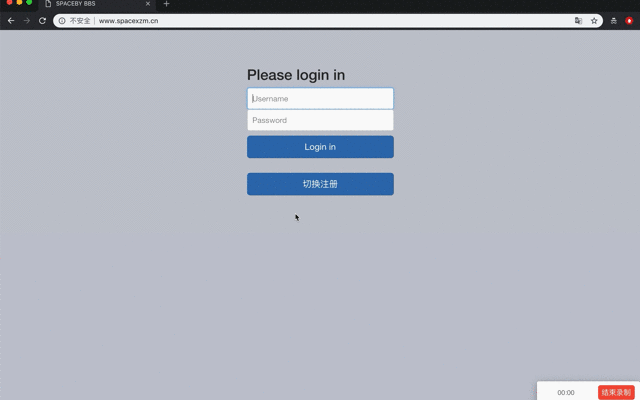 SPACEBY BBS
不安全 | www.spacexzm.cn
Please login in
Username
Password
Login in
切换注册
00:00 结束录制